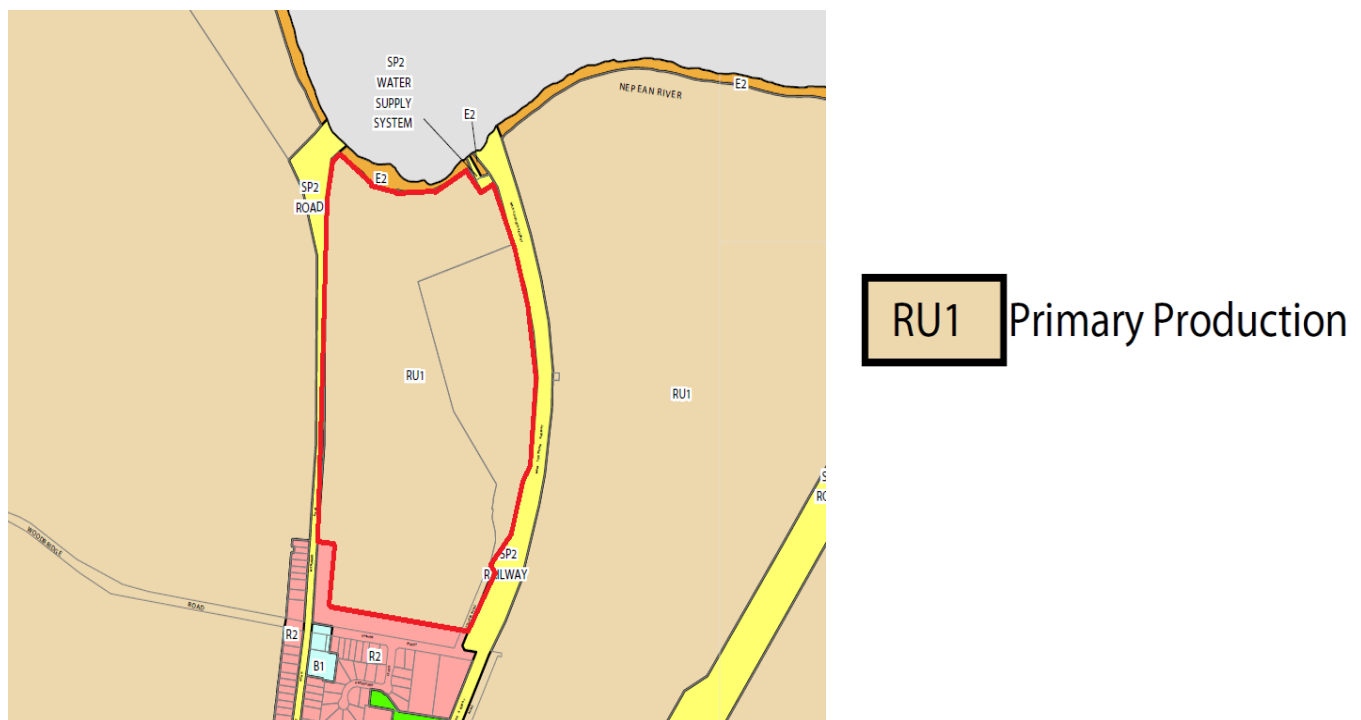 SP2
WATER
SUPPLY
SYSTEM
E2
NEPEAN RIVER
E2
E2
SP2
ROAD
RU1
RU1
RU1 Primary Production
WOODBRIDGE
ROAD
SP2
RAILWAY
R2
B1
R2